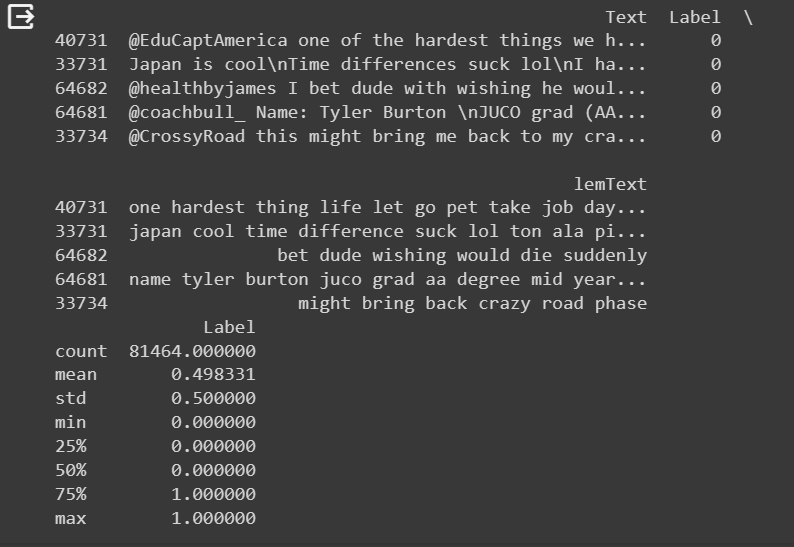 Text  Label  \
40731  @EduCaptAmerica one of the hardest things we h...      0
33731  Japan is cool\nTime differences suck lol\nI ha...      0
64682  @healthbyjames I bet dude with wishing he woul...      0
64681  @coachbull_ Name: Tyler Burton \nJUCO grad (AA...      0
33734  @CrossyRoad this might bring me back to my cra...      0
lemText
40731  one hardest thing life let go pet take job day...
33731  japan cool time difference suck lol ton ala pi...
64682  bet dude wishing would die suddenly
64681  name tyler burton juco grad aa degree mid year...
33734  might bring back crazy road phase
Label
count  81464.000000
mean       0.498331
std        0.500000
min        0.000000
25%        0.000000
50%        0.000000
75%        1.000000
max        1.000000